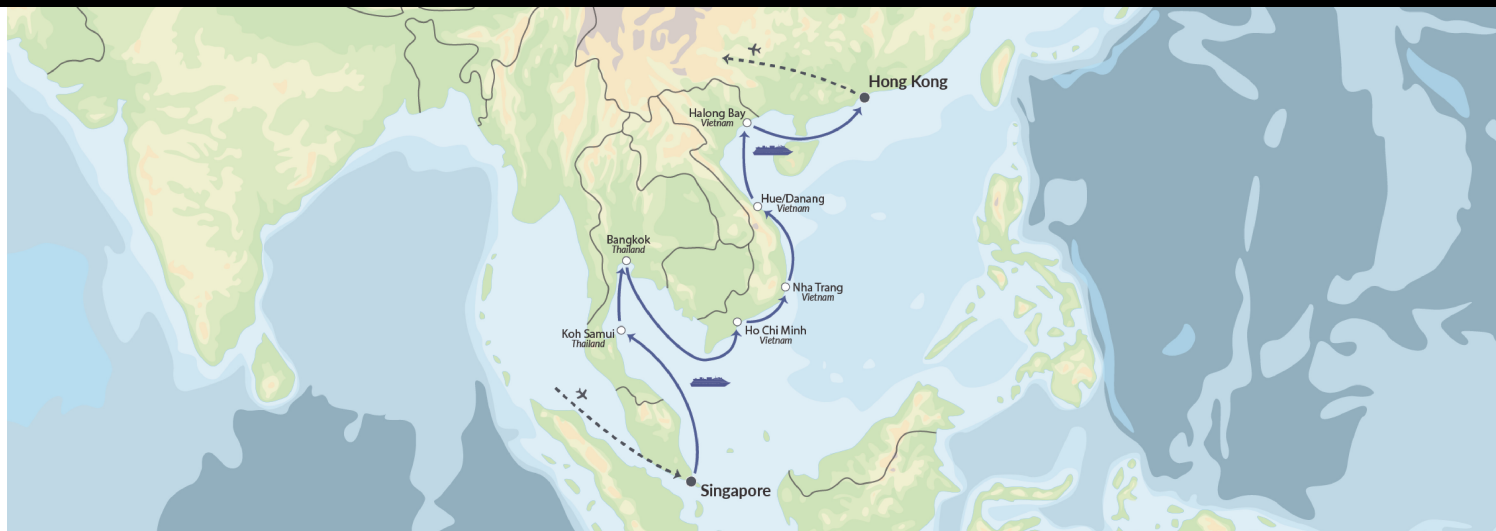 Hong Kong
Halong Bay
Vietnam
Hue/Danang
Vietnam
Bangkok
Thailand
Nha Trang
Vietnam
Koh Samui
Thailand
Ho Chi Minh
Vietnam
Singapore